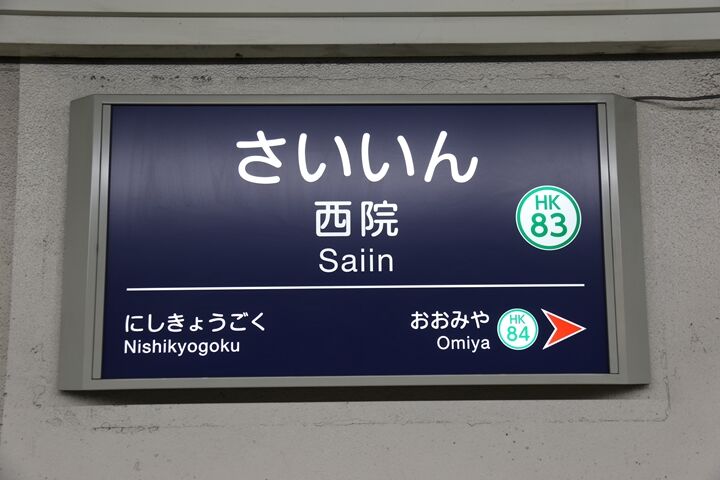 さいいん
西院
Saiin
HK
83
にしきょうごく
Nishikyogoku
おおみや
Omiya
HK
84